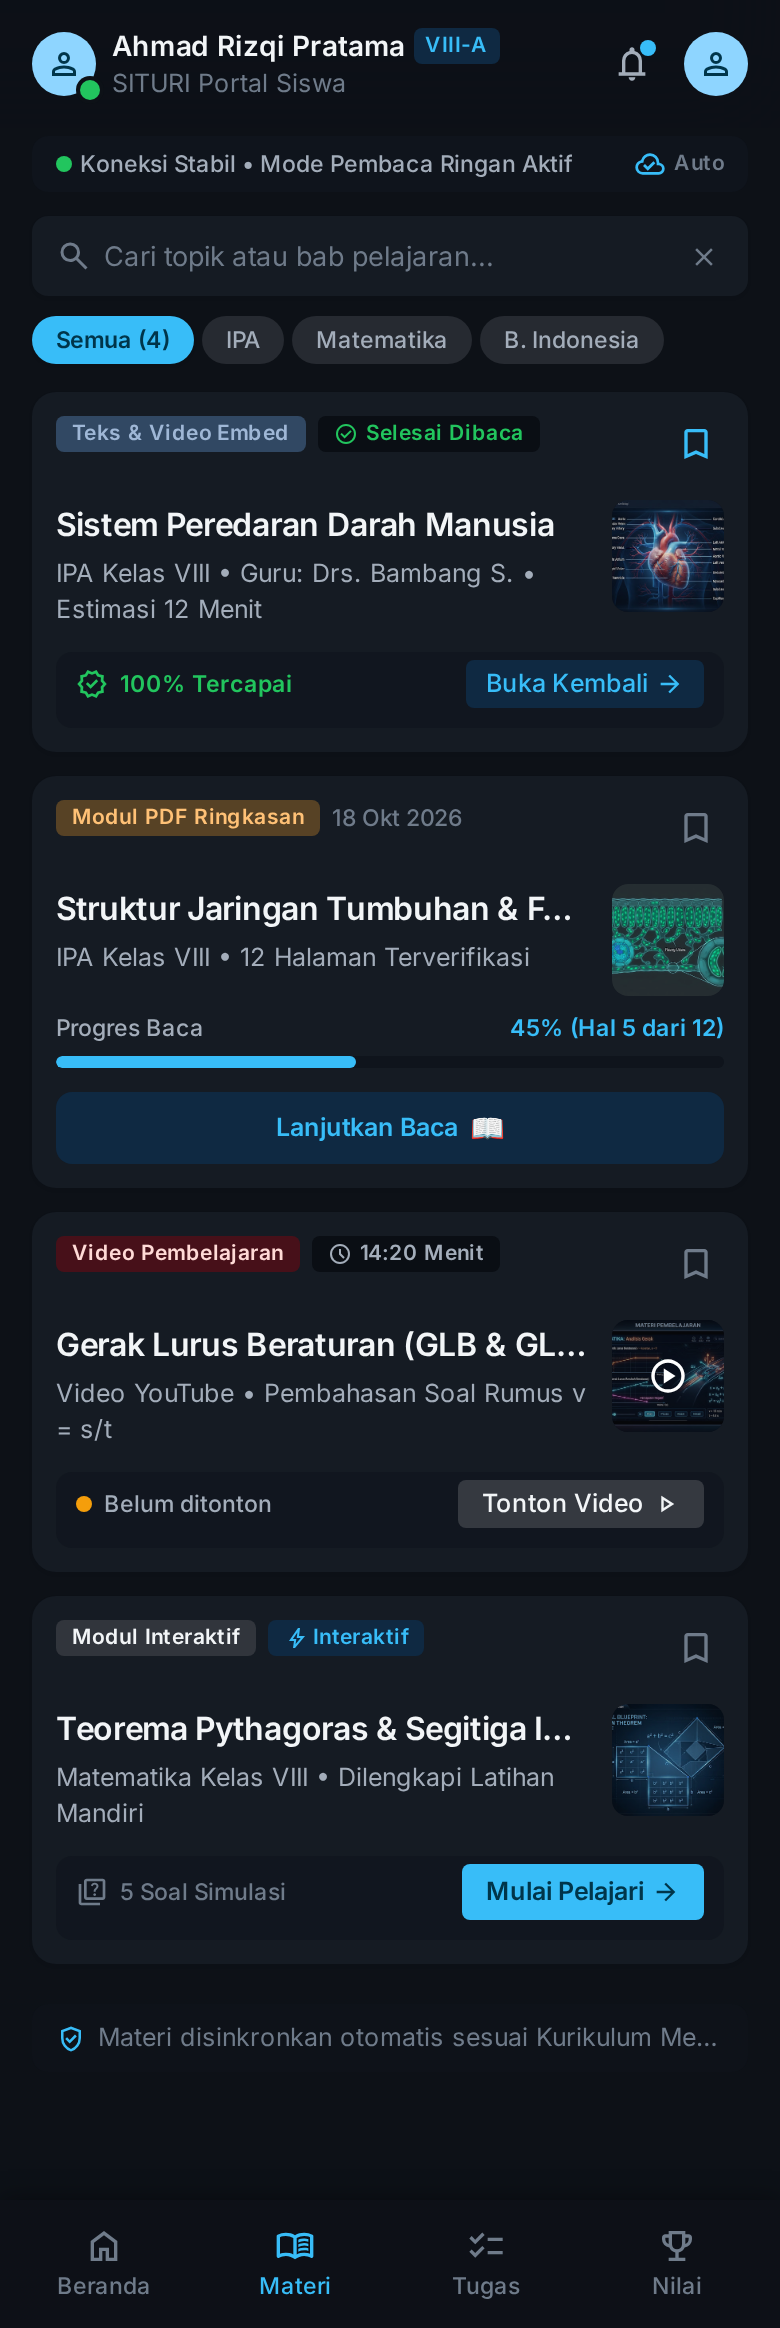 Ahmad Rizqi Pratama VIII-A
SITURI Portal Siswa
Koneksi Stabil • Mode Pembaca Ringan Aktif Auto
Cari topik atau bab pelajaran...
Semua (4) IPA Matematika B. Indonesia
Teks & Video Embed Selesai Dibaca
Sistem Peredaran Darah Manusia
IPA Kelas VIII • Guru: Drs. Bambang S. •
Estimasi 12 Menit
100% Tercapai Buka Kembali →
Modul PDF Ringkasan 18 Okt 2026
Struktur Jaringan Tumbuhan & F...
IPA Kelas VIII • 12 Halaman Terverifikasi
Progres Baca 45% (Hal 5 dari 12)
Lanjutkan Baca 📖
Video Pembelajaran 14:20 Menit
Gerak Lurus Beraturan (GLB & GL...
MATERI PEMBELAJARAN
Video YouTube • Pembahasan Soal Rumus v
= s/t
Belum ditonton Tonton Video
Modul Interaktif Interaktif
Teorema Pythagoras & Segitiga I...
Matematika Kelas VIII • Dilengkapi Latihan
Mandiri
5 Soal Simulasi Mulai Pelajari →
Materi disinkronkan otomatis sesuai Kurikulum Me...
Beranda Materi Tugas Nilai